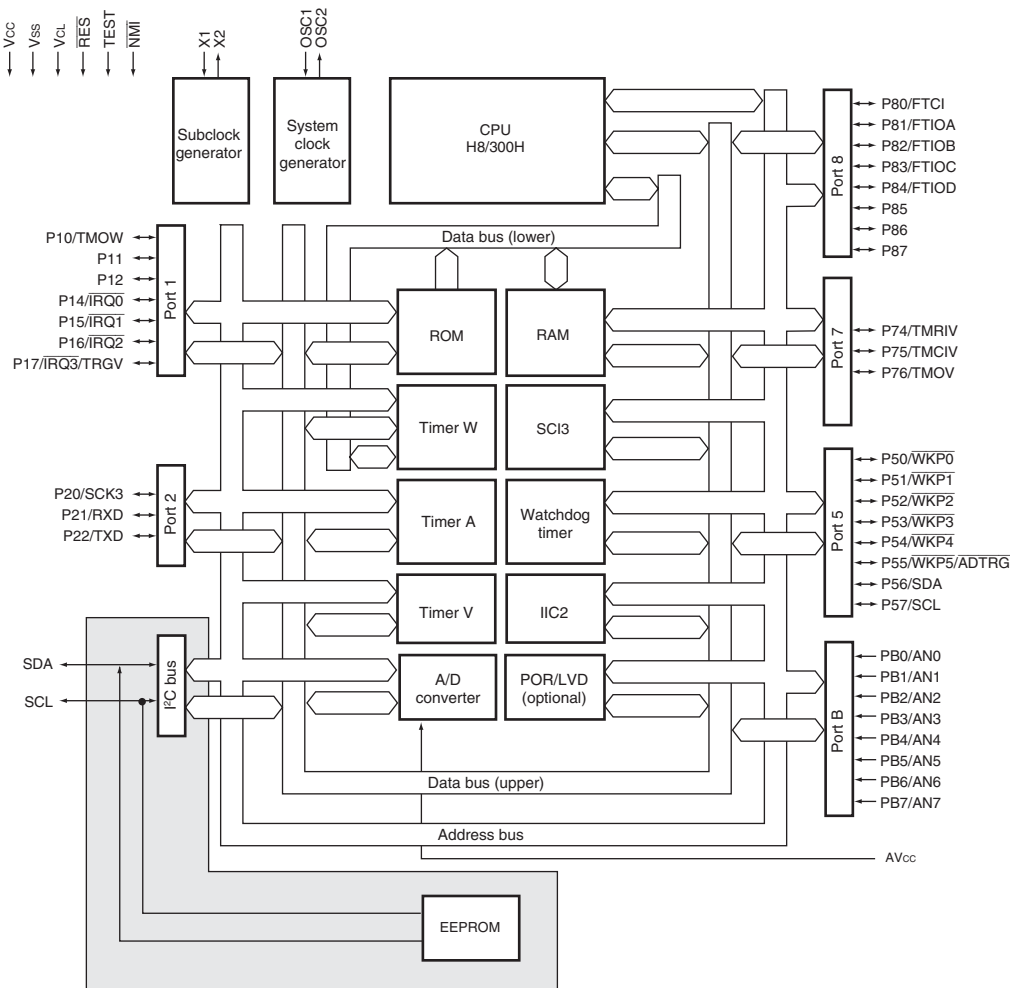 VCC
VSS
VCL
RES
TEST
NMI
X1
X2
OSC1
OSC2
Subclock
generator
System
clock
generator
CPU
H8/300H
Port 8
P80/FTCI
P81/FTIOA
P82/FTIOB
P83/FTIOC
P84/FTIOD
P85
P86
P87
P10/TMOW
P11
P12
P14/IRQ0
P15/IRQ1
P16/IRQ2
P17/IRQ3/TRGV
Port 1
Data bus (lower)
ROM
RAM
Port 7
P74/TMRIV
P75/TMCIV
P76/TMOV
Timer W
SCI3
P20/SCK3
P21/RXD
P22/TXD
Port 2
Timer A
Watchdog
timer
Port 5
P50/WKP0
P51/WKP1
P52/WKP2
P53/WKP3
P54/WKP4
P55/WKP5/ADTRG
P56/SDA
P57/SCL
Timer V
IIC2
SDA
SCL
I²C bus
A/D
converter
POR/LVD
(optional)
Port B
PB0/AN0
PB1/AN1
PB2/AN2
PB3/AN3
PB4/AN4
PB5/AN5
PB6/AN6
PB7/AN7
Data bus (upper)
Address bus
AVCC
EEPROM